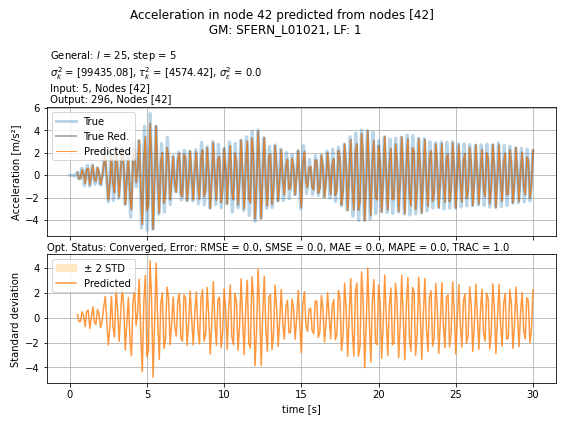 Acceleration in node 42 predicted from nodes [42]
GM: SFERN_L01021, LF: 1
General: l = 25, step = 5
σ²ₖ = [99435.08], τ²ₖ = [4574.42], σ²ε = 0.0
Input: 5, Nodes [42]
Output: 296, Nodes [42]
Acceleration [m/s²]
6
4
2
0
−2
−4
True
True Red.
Predicted
Opt. Status: Converged, Error: RMSE = 0.0, SMSE = 0.0, MAE = 0.0, MAPE = 0.0, TRAC = 1.0
Standard deviation
4
2
0
−2
−4
± 2 STD
Predicted
0 5 10 15 20 25 30
time [s]